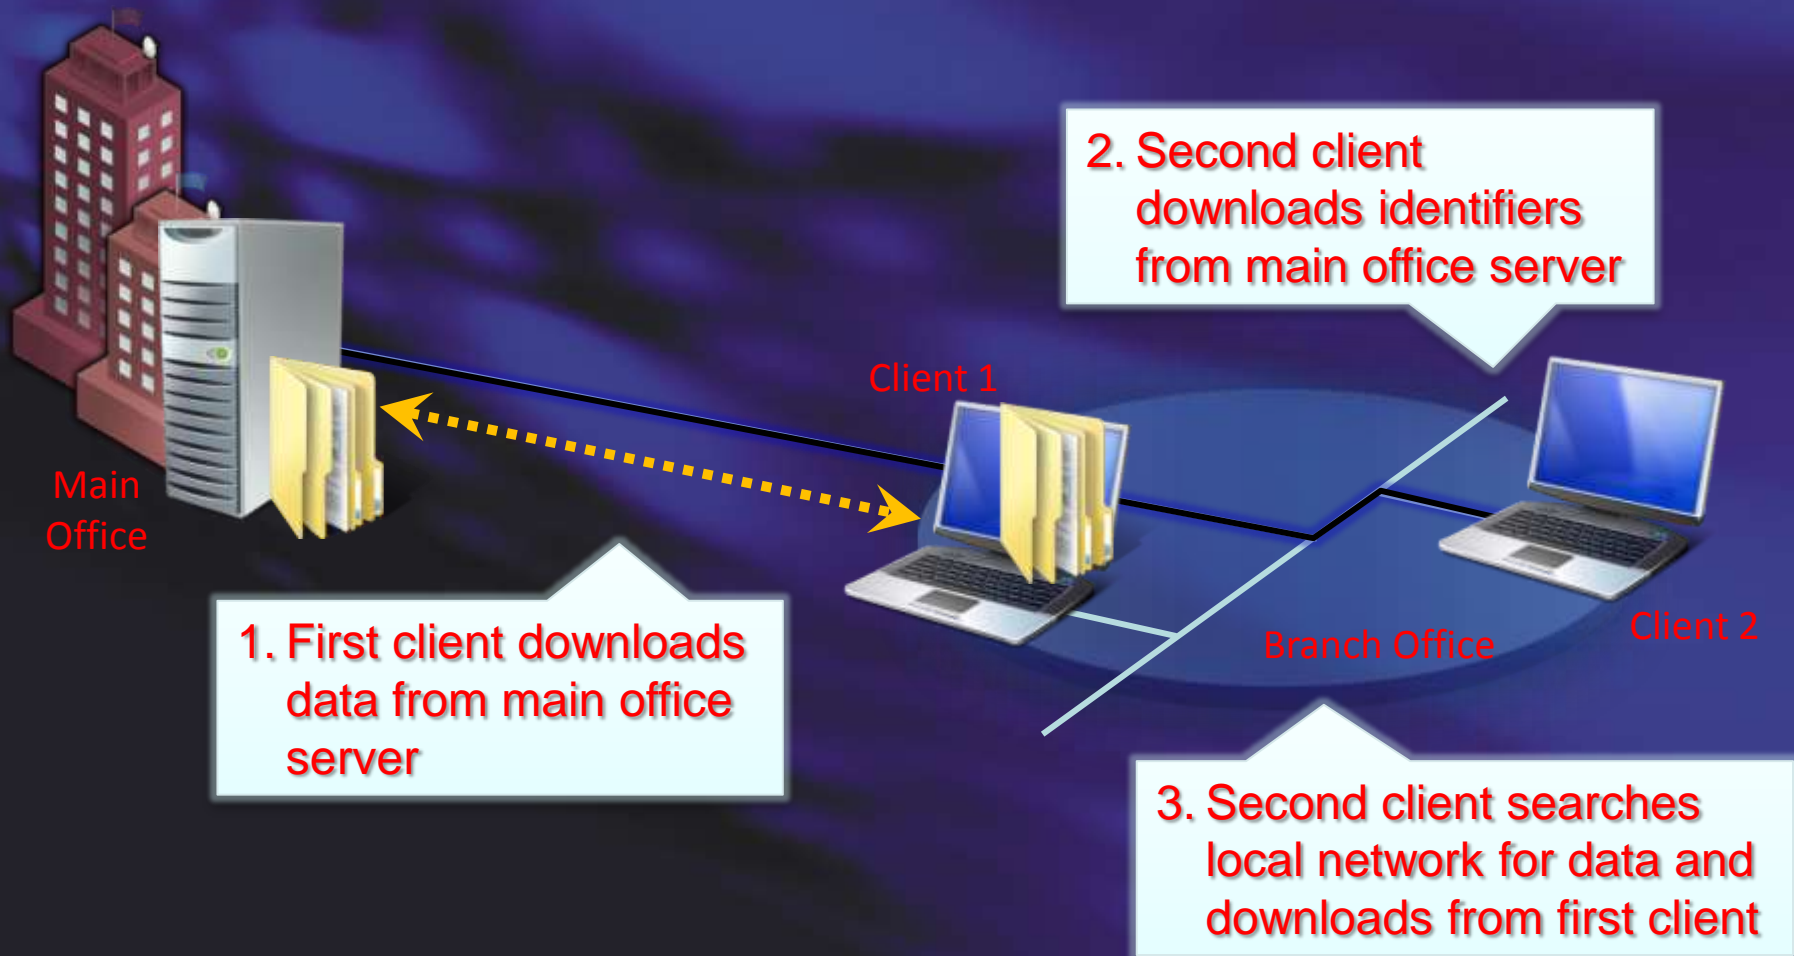 Main
Office
1. First client downloads
data from main office
server
Client 1
2. Second client
downloads identifiers
from main office server
Branch Office
Client 2
3. Second client searches
local network for data and
downloads from first client